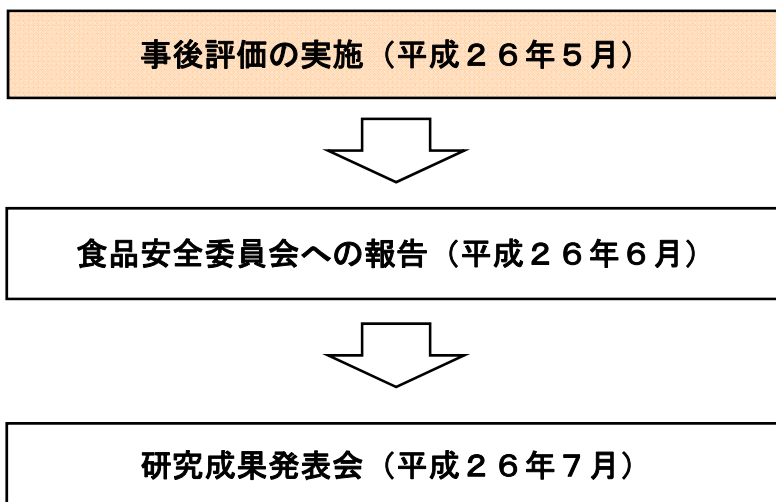 事後評価の実施（平成２６年５月）
食品安全委員会への報告（平成２６年６月）
研究成果発表会（平成２６年７月）